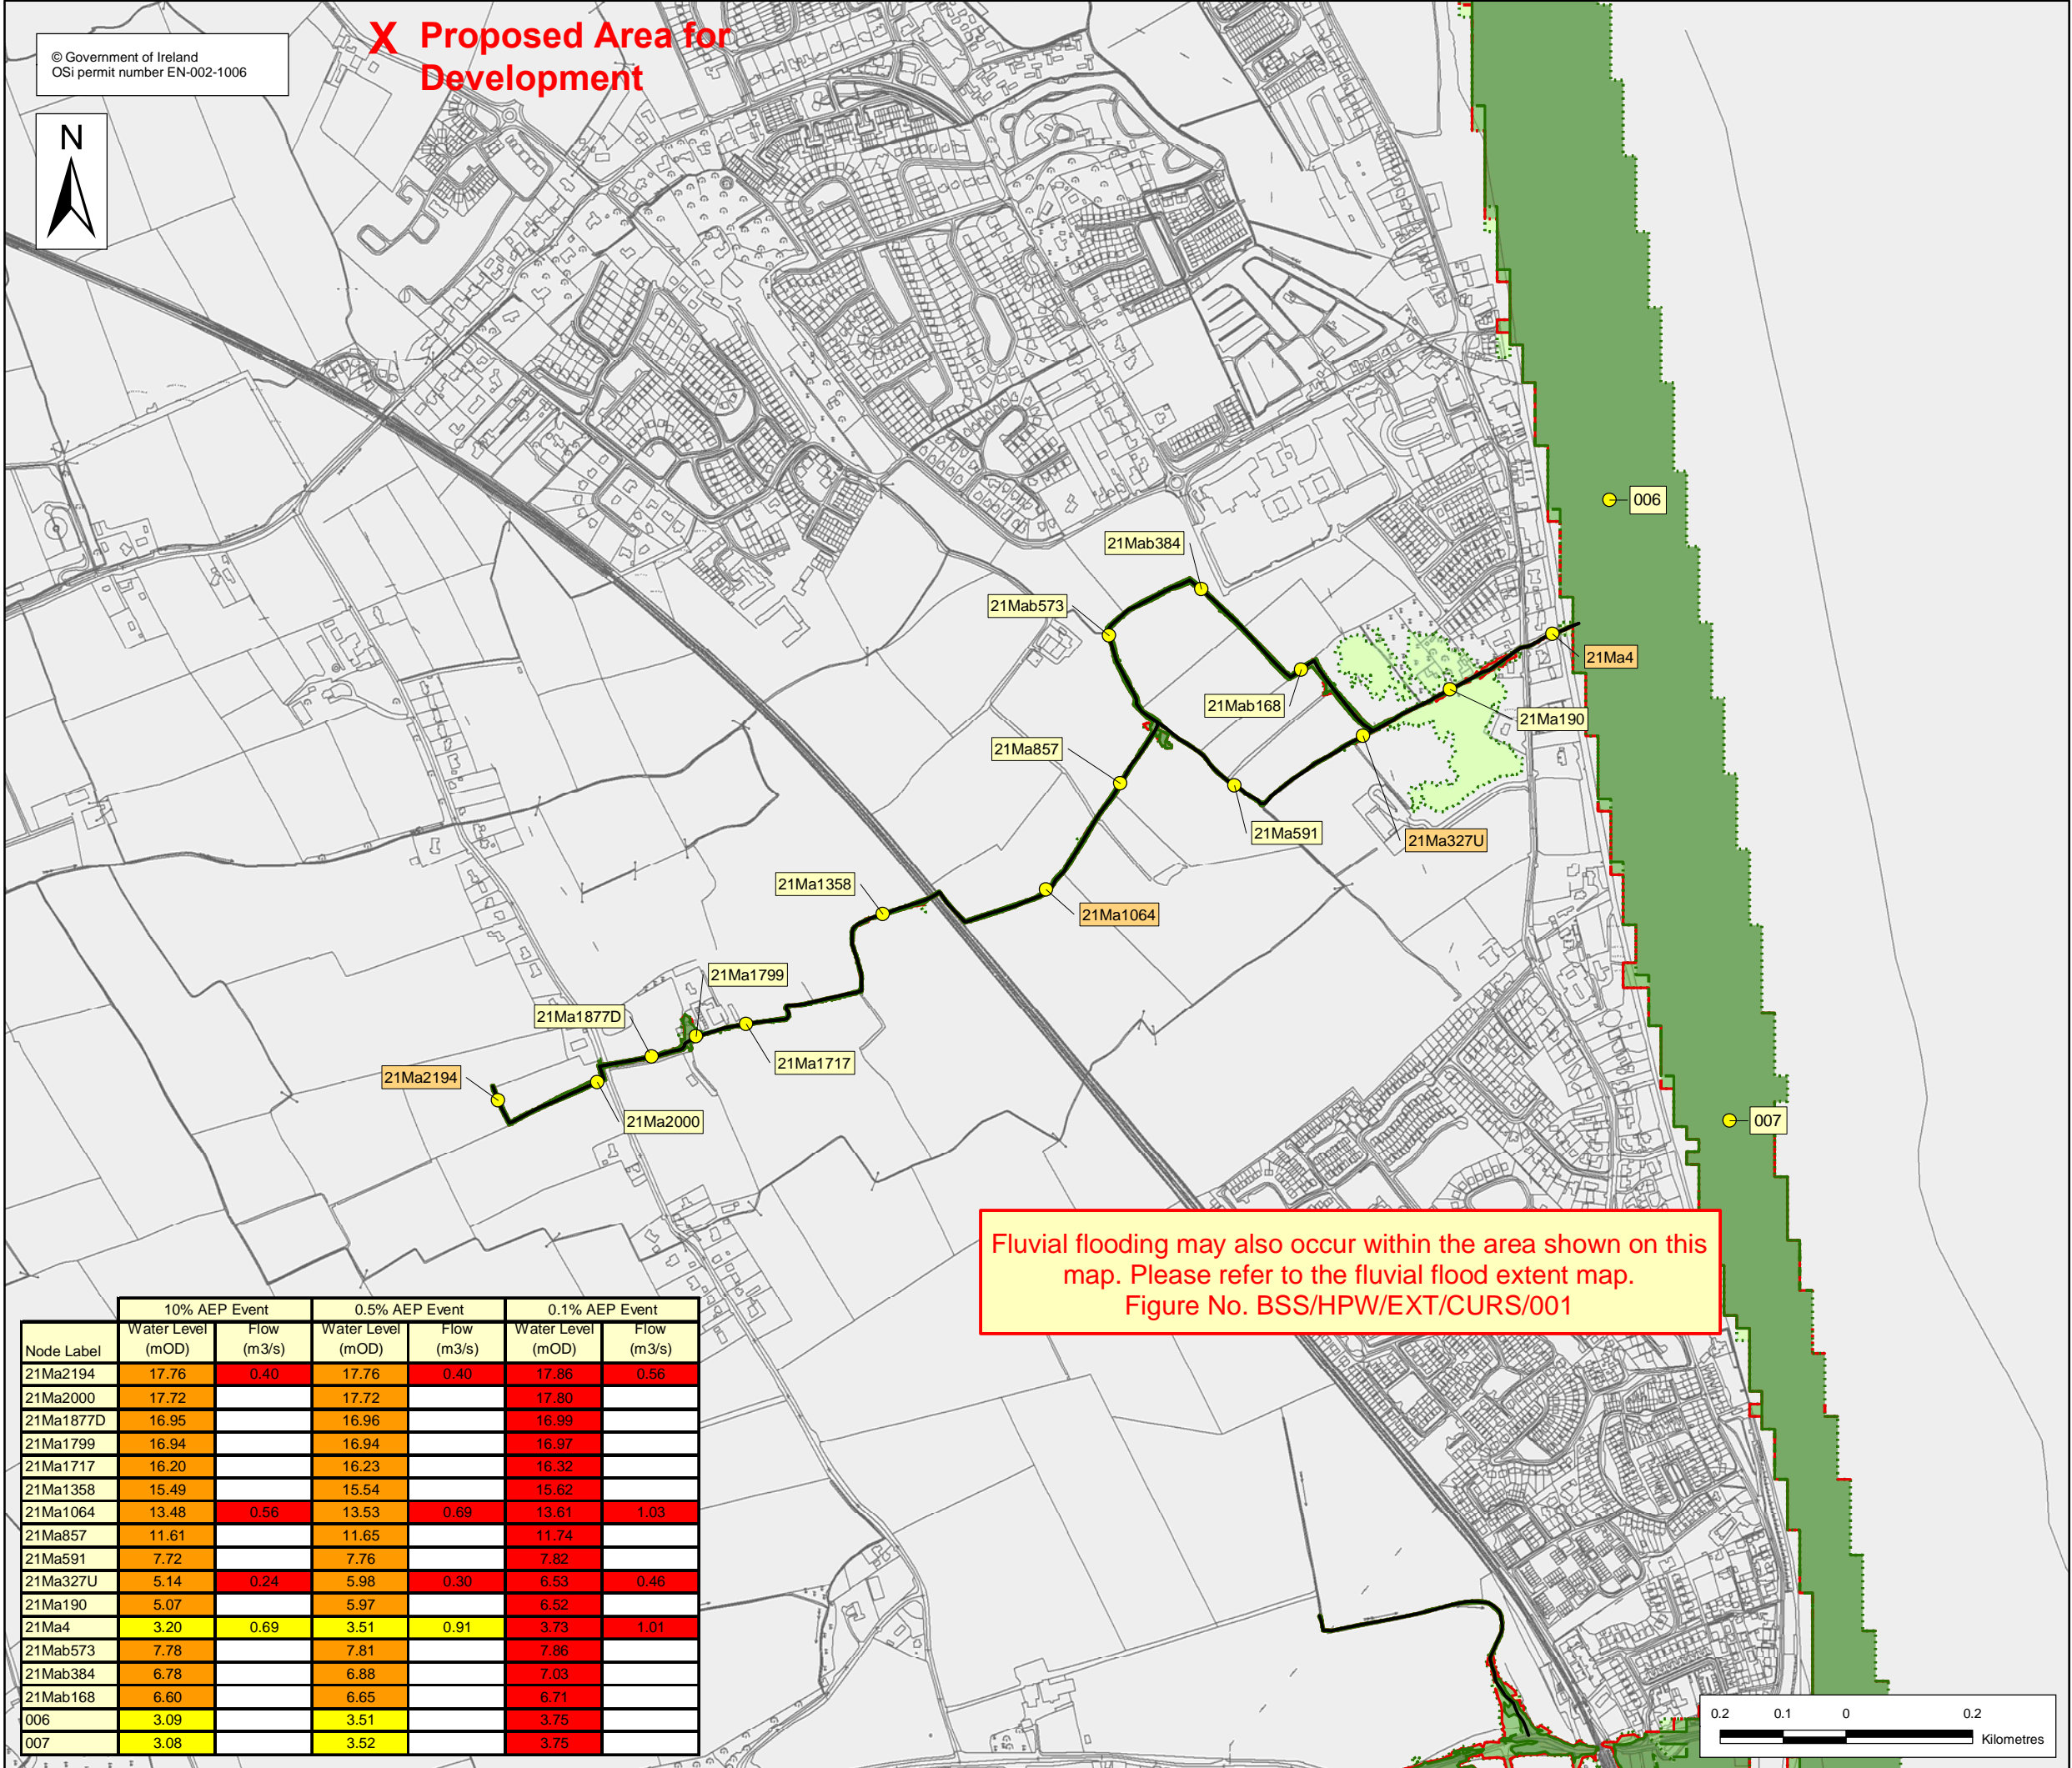 © Government of Ireland
OSi permit number EN-002-1006
X Proposed Area for
Development
N
006
21Mab384
21Mab573
21Ma4
21Mab168
21Ma190
21Ma857
21Ma591
21Ma327U
21Ma1358
21Ma1064
21Ma1799
21Ma1877D
21Ma1717
21Ma2194
21Ma2000
007
Fluvial flooding may also occur within the area shown on this
map. Please refer to the fluvial flood extent map.
Figure No. BSS/HPW/EXT/CURS/001
10% AEP Event 0.5% AEP Event 0.1% AEP Event
Node Label Water Level (mOD) Flow (m3/s) Water Level (mOD) Flow (m3/s) Water Level (mOD) Flow (m3/s)
21Ma2194 17.76 0.40 17.76 0.40 17.86 0.56
21Ma2000 17.72 17.72 17.80
21Ma1877D 16.95 16.96 16.99
21Ma1799 16.94 16.94 16.97
21Ma1717 16.20 16.23 16.32
21Ma1358 15.49 15.54 15.62
21Ma1064 13.48 0.56 13.53 0.69 13.61 1.03
21Ma857 11.61 11.65 11.74
21Ma591 7.72 7.76 7.82
21Ma327U 5.14 0.24 5.98 0.30 6.53 0.46
21Ma190 5.07 5.97 6.52
21Ma4 3.20 0.69 3.51 0.91 3.73 1.01
21Mab573 7.78 7.81 7.86
21Mab384 6.78 6.88 7.03
21Mab168 6.60 6.65 6.71
006 3.09 3.51 3.75
007 3.08 3.52 3.75
0.2 0.1 0 0.2
Kilometres